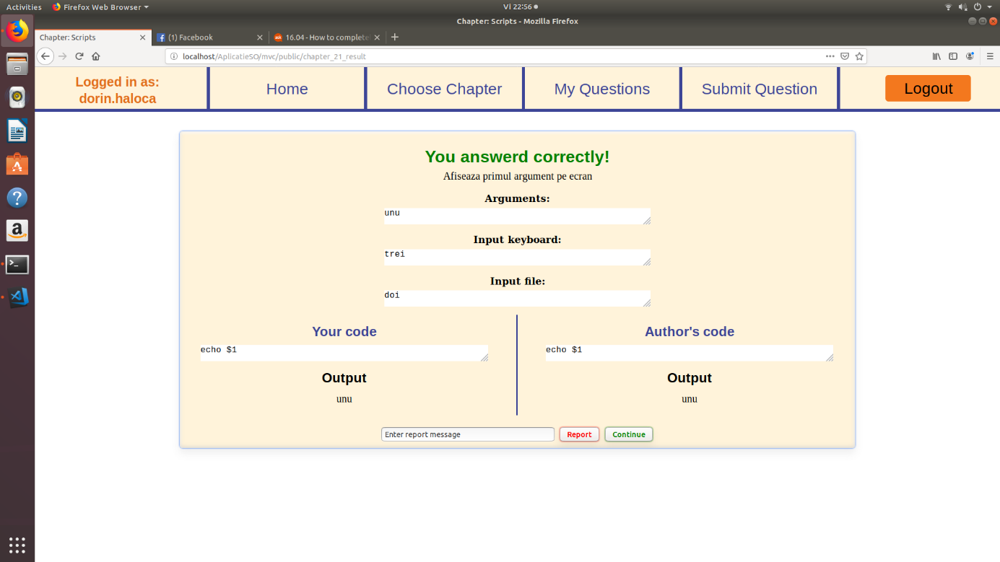 Activities
Firefox Web Browser
Vi 22:56
Chapter: Scripts - Mozilla Firefox
Chapter: Scripts
(1) Facebook
16.04 - How to complete
localhost/AplicatieSO/mvc/public/chapter_21_result
Logged in as:
dorin.haloca
Home
Choose Chapter
My Questions
Submit Question
Logout
You answerd correctly!
Afiseaza primul argument pe ecran
Arguments:
unu
Input keyboard:
trei
Input file:
doi
Your code
echo $1
Output
unu
Author's code
echo $1
Output
unu
Enter report message
Report
Continue